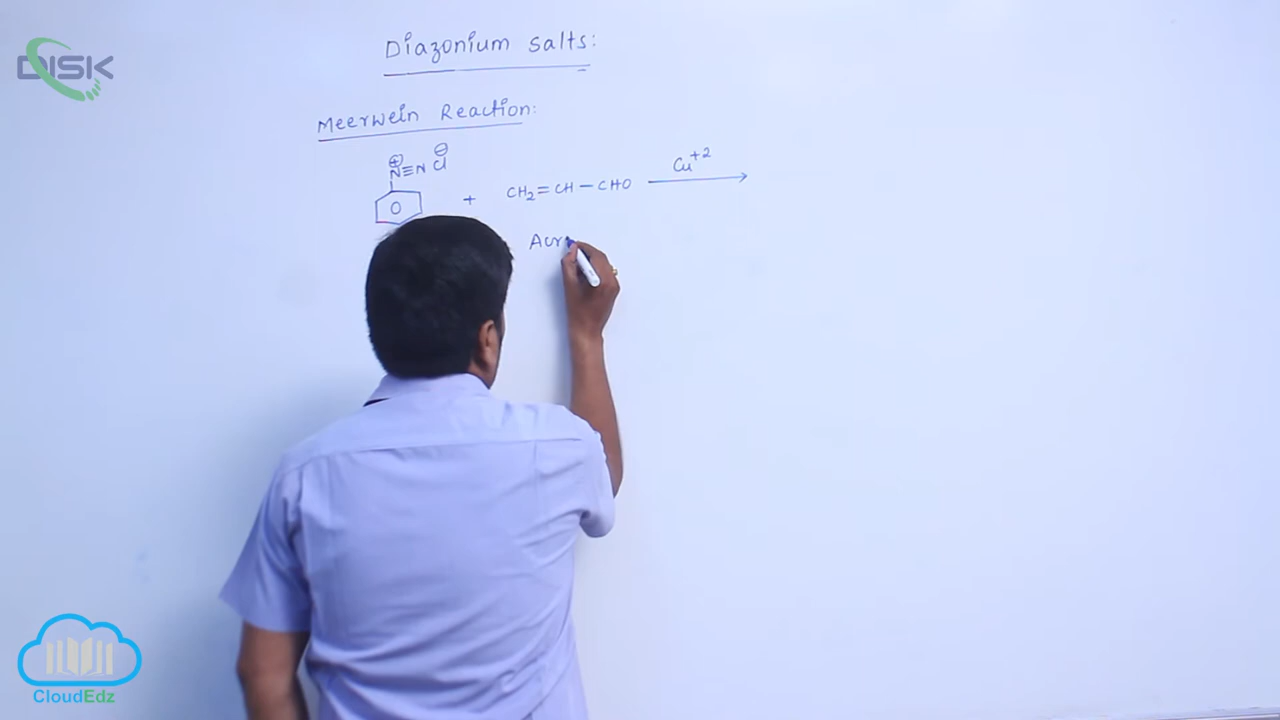 DISK
Diazonium Salts:
Meerwein Reaction:
⊕ ⊖
N≡N Cl
+ CH₂=CH—CHO Cu⁺² →
Acr
CloudEdz